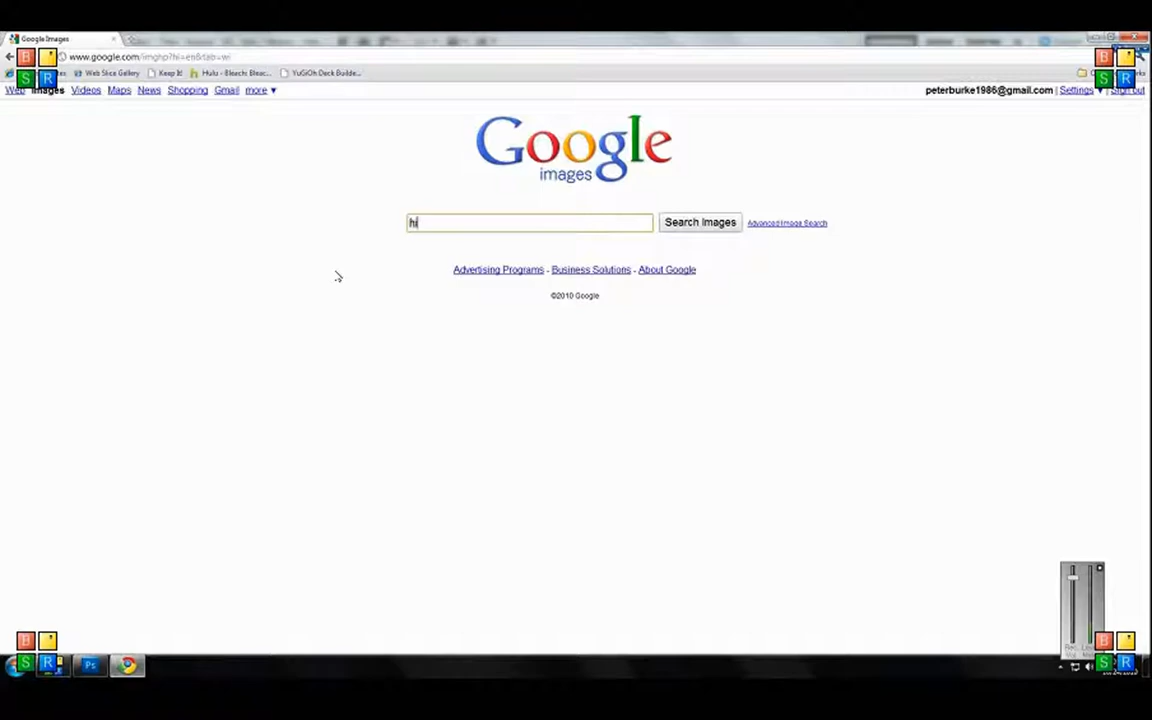 Google Images
www.google.com/imghp?hl=en&tab=wi
Web Slice Gallery Keep It! Hulu - Bleach: Bleac... YuGiOh Deck Builde...
Web Images Videos Maps News Shopping Gmail more ▼
peterburke1986@gmail.com | Settings ▼ | Sign out
Google
images
hi
Search Images
Advanced Image Search
Advertising Programs - Business Solutions - About Google
©2010 Google
B
S R
B
S R
B
S R
B
S R
Ps